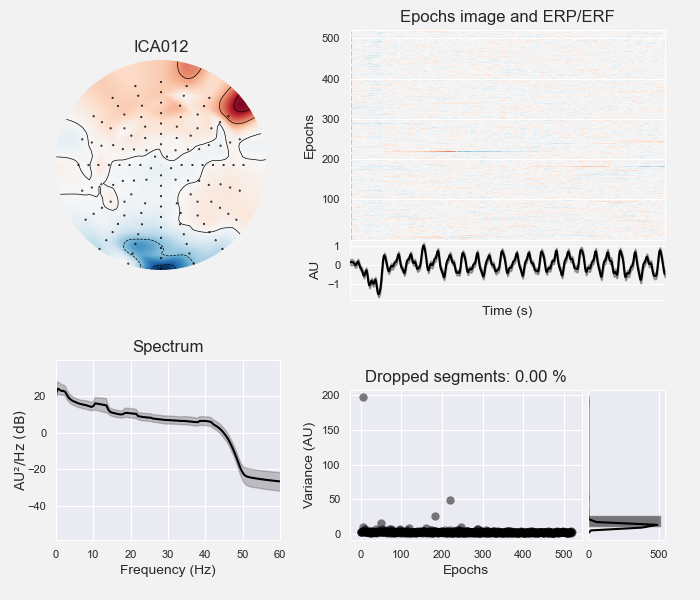 ICA012
Epochs image and ERP/ERF
Epochs
500
400
300
200
100
AU
1
0
−1
Time (s)
Spectrum
AU²/Hz (dB)
20
0
−20
−40
0 10 20 30 40 50 60
Frequency (Hz)
Dropped segments: 0.00 %
Variance (AU)
200
150
100
50
0
0 100 200 300 400 500
Epochs
0 500